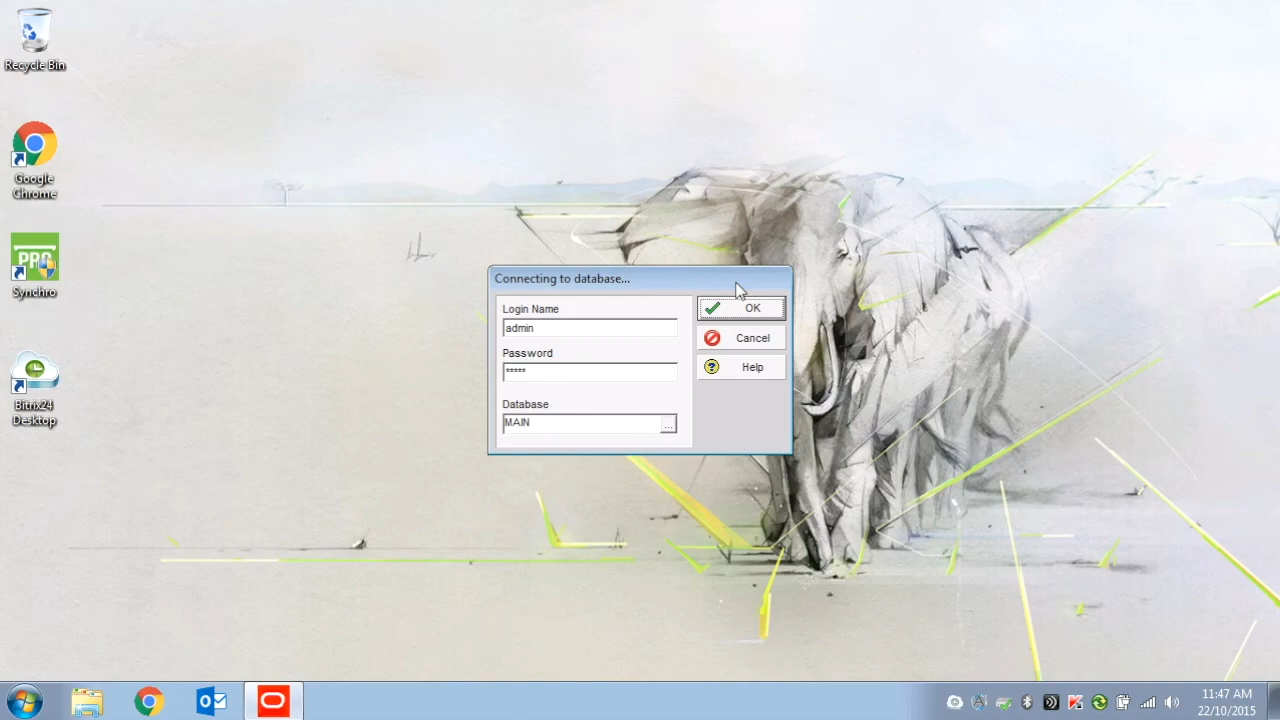 Recycle Bin
Google
Chrome
PRO
Synchro
Bitrix24
Desktop
Connecting to database...
Login Name
admin
Password
*****
Database
MAIN
...
OK
Cancel
Help
11:47 AM
22/10/2015